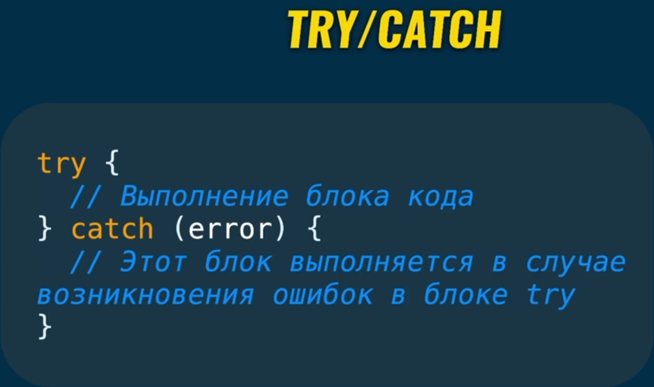 TRY/CATCH
try {
// Выполнение блока кода
} catch (error) {
// Этот блок выполняется в случае
возникновения ошибок в блоке try
}